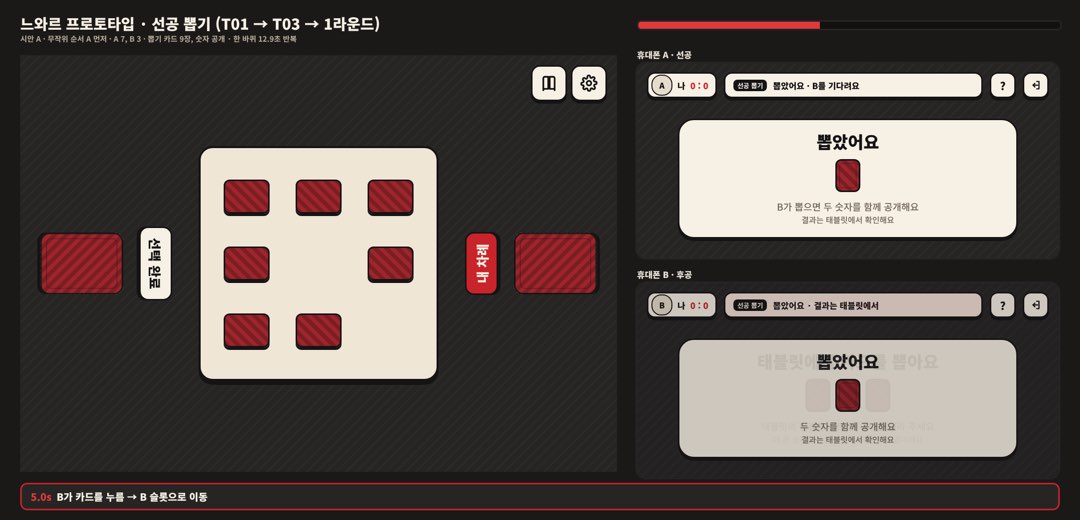 느와르 프로토타입 · 선공 뽑기 (T01 → T03 → 1라운드)
시안 A · 무작위 순서 A 먼저 · A 7, B 3 · 뽑기 카드 9장, 숫자 공개 · 한 바퀴 12.9초 반복
선택 완료
내 차례
휴대폰 A · 선공
A 나 0 : 0
선공 뽑기 뽑았어요 · B를 기다려요
?
뽑았어요
B가 뽑으면 두 숫자를 함께 공개해요
결과는 태블릿에서 확인해요
휴대폰 B · 후공
B 나 0 : 0
선공 뽑기 뽑았어요 · 결과는 태블릿에서
?
뽑았어요
두 숫자를 함께 공개해요
결과는 태블릿에서 확인해요
5.0s B가 카드를 누름 → B 슬롯으로 이동